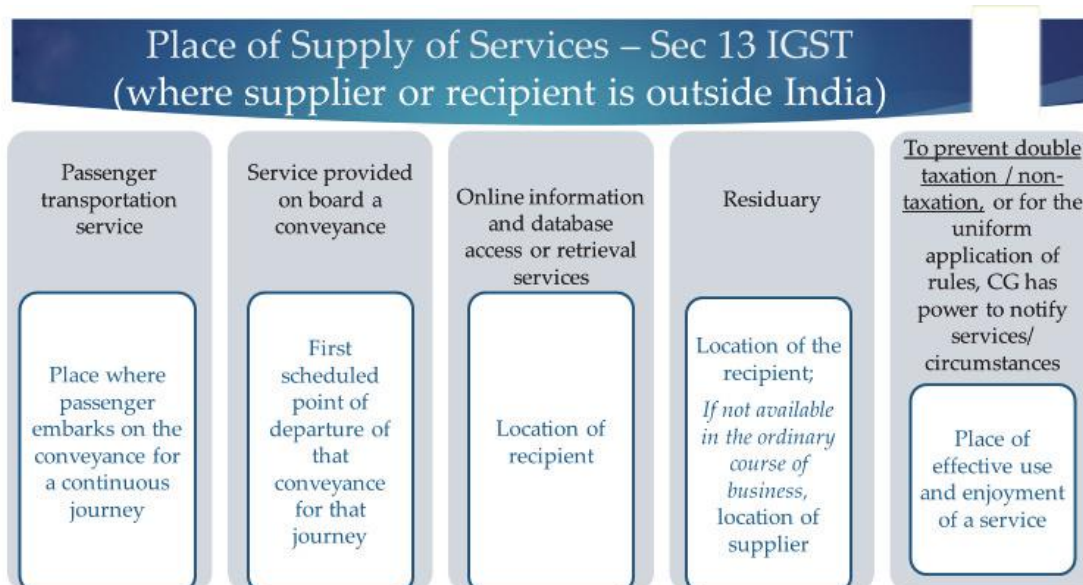 Place of Supply of Services – Sec 13 IGST
(where supplier or recipient is outside India)
Passenger
transportation
service
Place where
passenger
embarks on the
conveyance for
a continuous
journey
Service provided
on board a
conveyance
First
scheduled
point of
departure of
that
conveyance
for that
journey
Online information
and database
access or retrieval
services
Location of
recipient
Residuary
Location of the
recipient;
If not available
in the ordinary
course of
business,
location of
supplier
To prevent double
taxation / non-
taxation, or for the
uniform
application of
rules, CG has
power to notify
services/
circumstances
Place of
effective use
and enjoyment
of a service